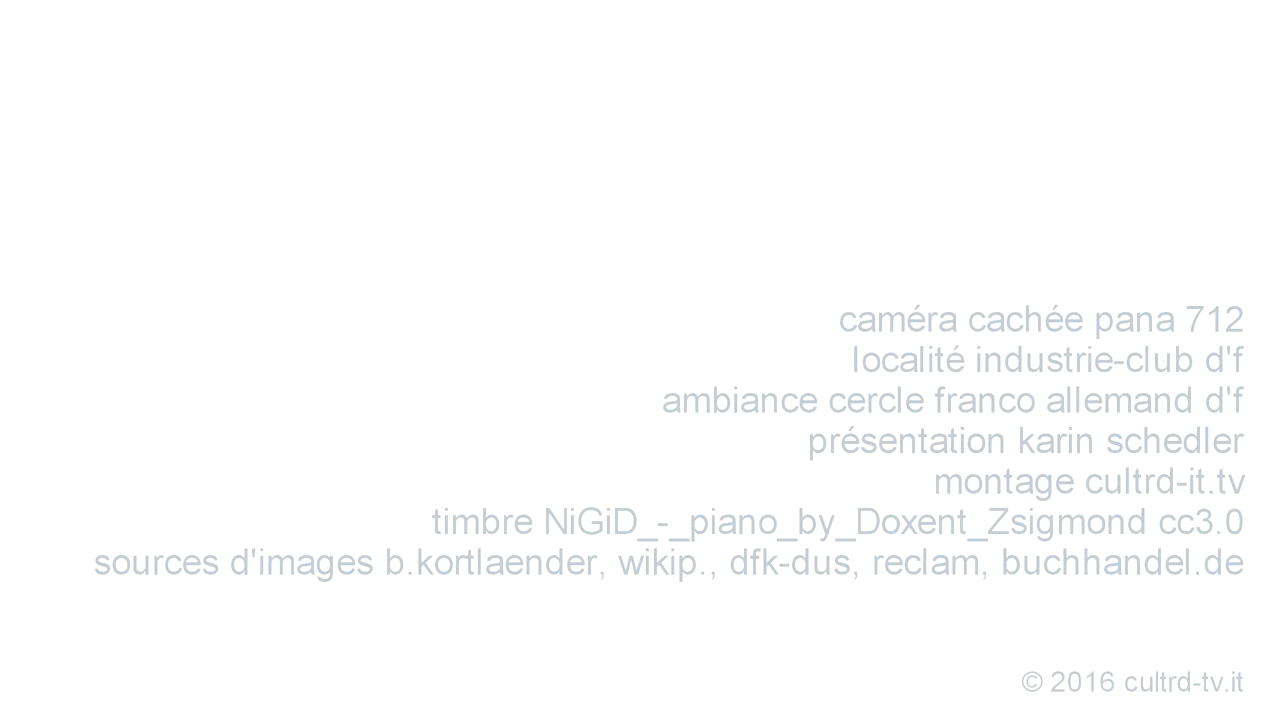 caméra cachée pana 712
localité industrie-club d'f
ambiance cercle franco allemand d'f
présentation karin schedler
montage cultrd-it.tv
timbre NiGiD_-_piano_by_Doxent_Zsigmond cc3.0
sources d'images b.kortlaender, wikip., dfk-dus, reclam, buchhandel.de
© 2016 cultrd-tv.it